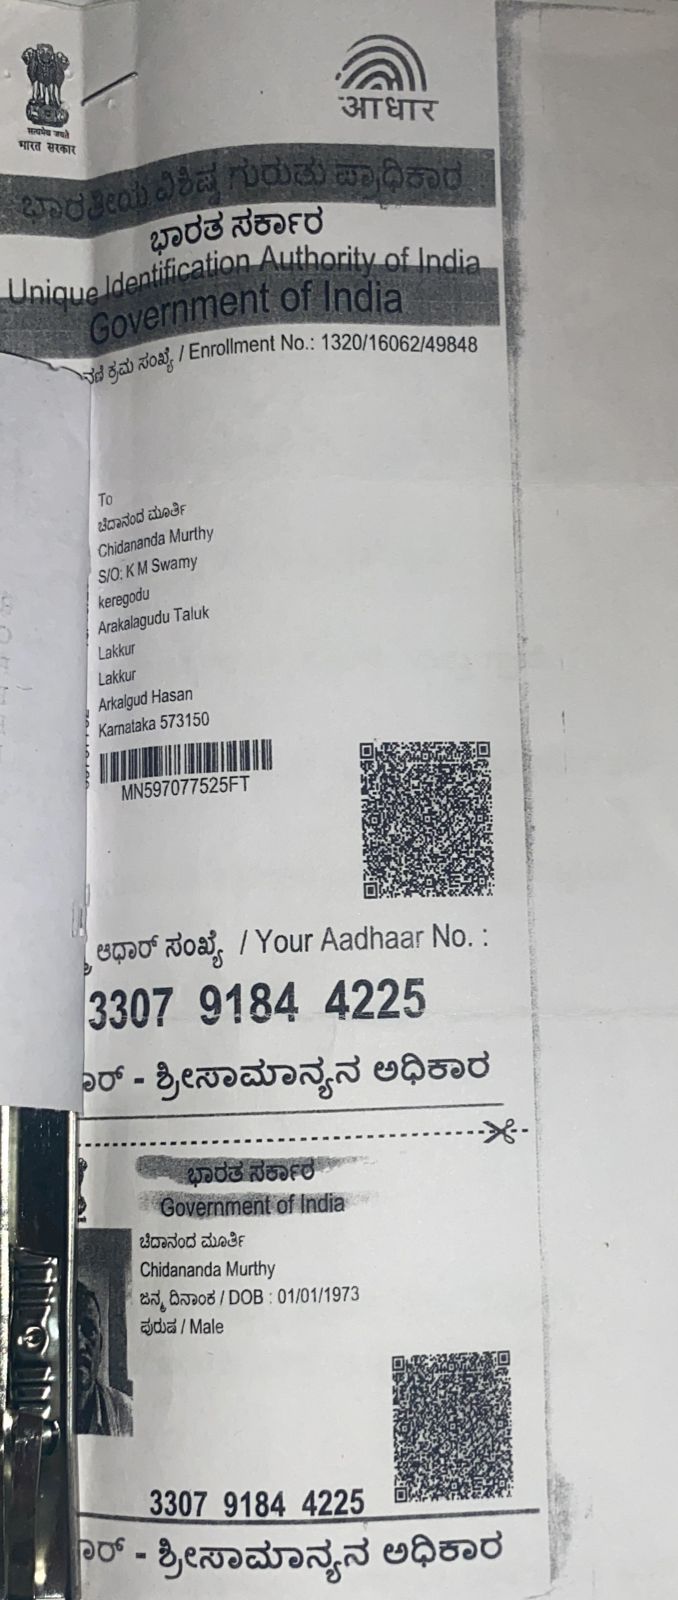 सत्यमेव जयते
भारत सरकार
आधार
ಭಾರತೀಯ ವಿಶಿಷ್ಟ ಗುರುತು ಪ್ರಾಧಿಕಾರ
ಭಾರತ ಸರ್ಕಾರ
Unique Identification Authority of India
Government of India
ಕ್ರಮ ಸಂಖ್ಯೆ / Enrollment No.: 1320/16062/49848
To
ಚಿದಾನಂದ ಮೂರ್ತಿ
Chidananda Murthy
S/O: K M Swamy
keregodu
Arakalagudu Taluk
Lakkur
Lakkur
Arkalgud Hasan
Karnataka 573150
MN597077525FT
ಆಧಾರ್ ಸಂಖ್ಯೆ / Your Aadhaar No. :
3307 9184 4225
- ಶ್ರೀಸಾಮಾನ್ಯನ ಅಧಿಕಾರ
ಭಾರತ ಸರ್ಕಾರ
Government of India
ಚಿದಾನಂದ ಮೂರ್ತಿ
Chidananda Murthy
ಜನ್ಮ ದಿನಾಂಕ / DOB : 01/01/1973
ಪುರುಷ / Male
3307 9184 4225
- ಶ್ರೀಸಾಮಾನ್ಯನ ಅಧಿಕಾರ